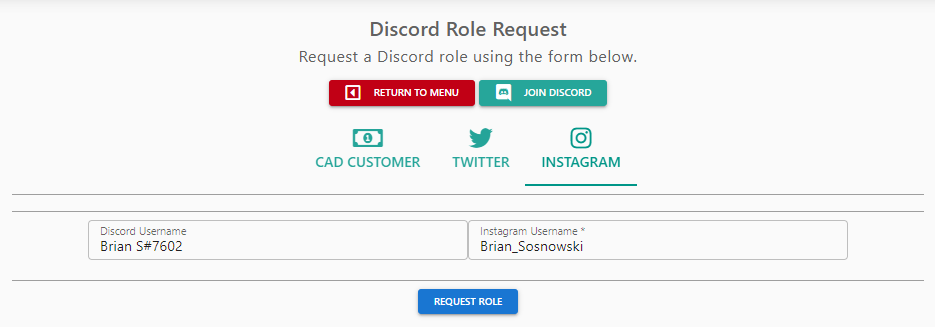 Discord Role Request
Request a Discord role using the form below.
RETURN TO MENU JOIN DISCORD
CAD CUSTOMER TWITTER INSTAGRAM
Discord Username Instagram Username *
Brian S#7602 Brian_Sosnowski
REQUEST ROLE